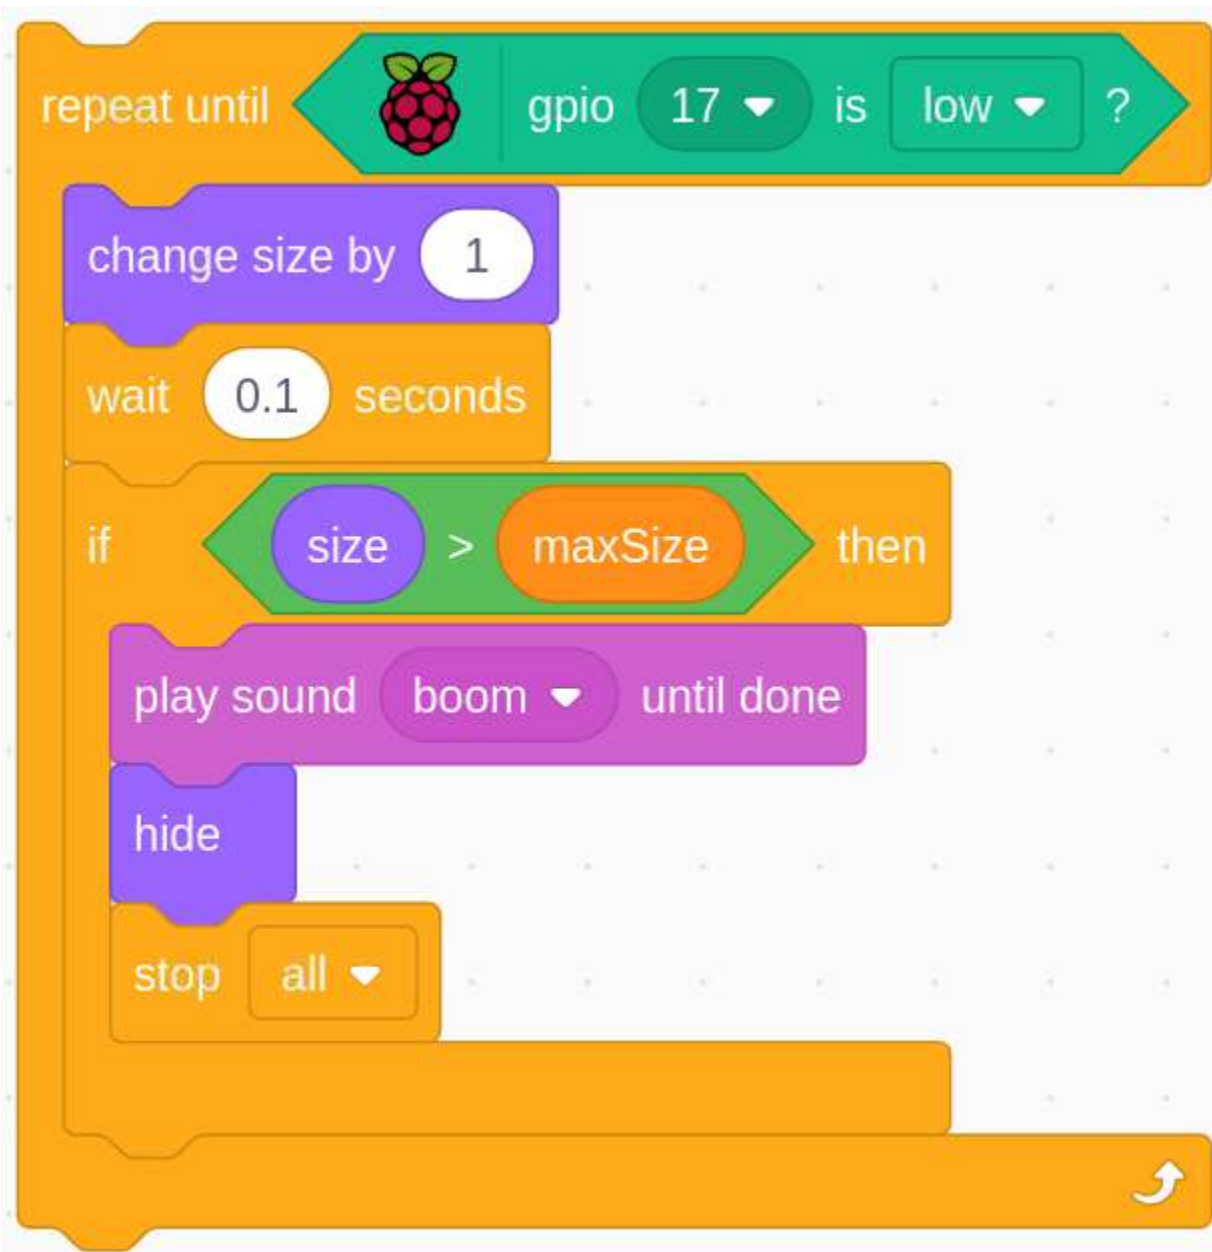 repeat until gpio 17 is low ?
change size by 1
wait 0.1 seconds
if size > maxSize then
play sound boom until done
hide
stop all